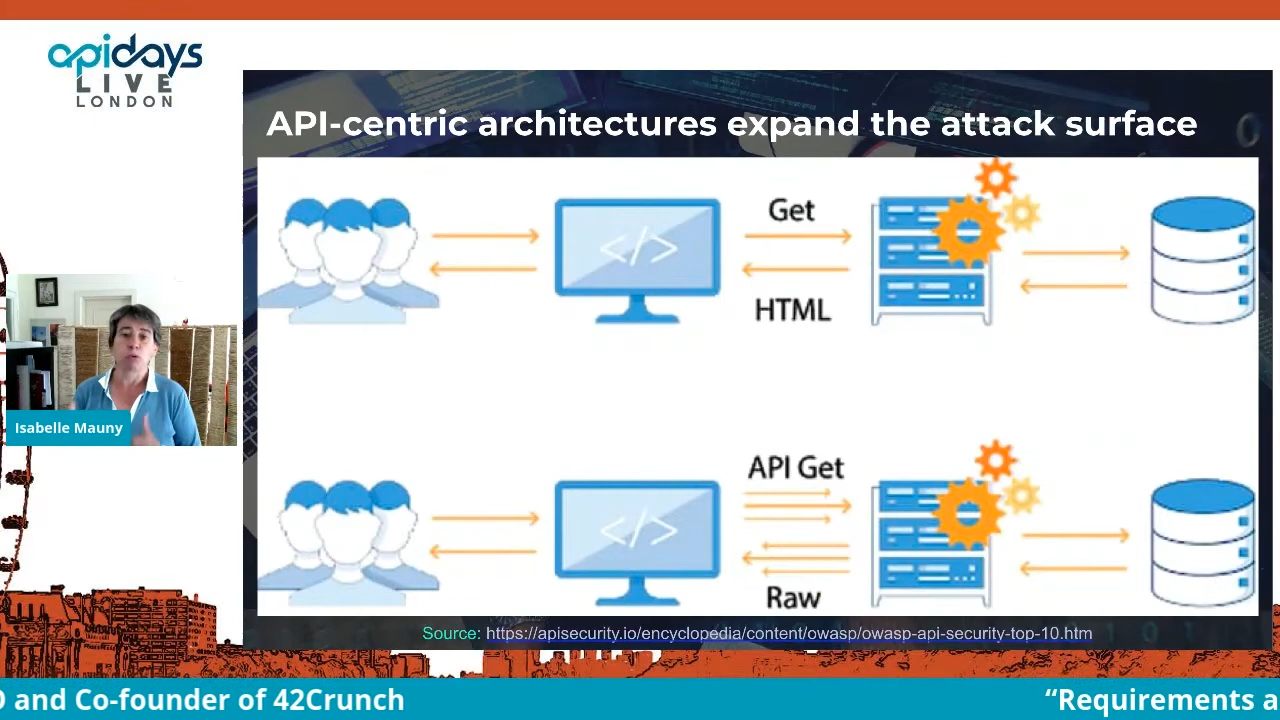 apidays
LIVE
LONDON
API-centric architectures expand the attack surface
Get
HTML
</>
API Get
Raw
</>
Isabelle Mauny
Source: https://apisecurity.io/encyclopedia/content/owasp/owasp-api-security-top-10.htm
and Co-founder of 42Crunch
“Requirements a